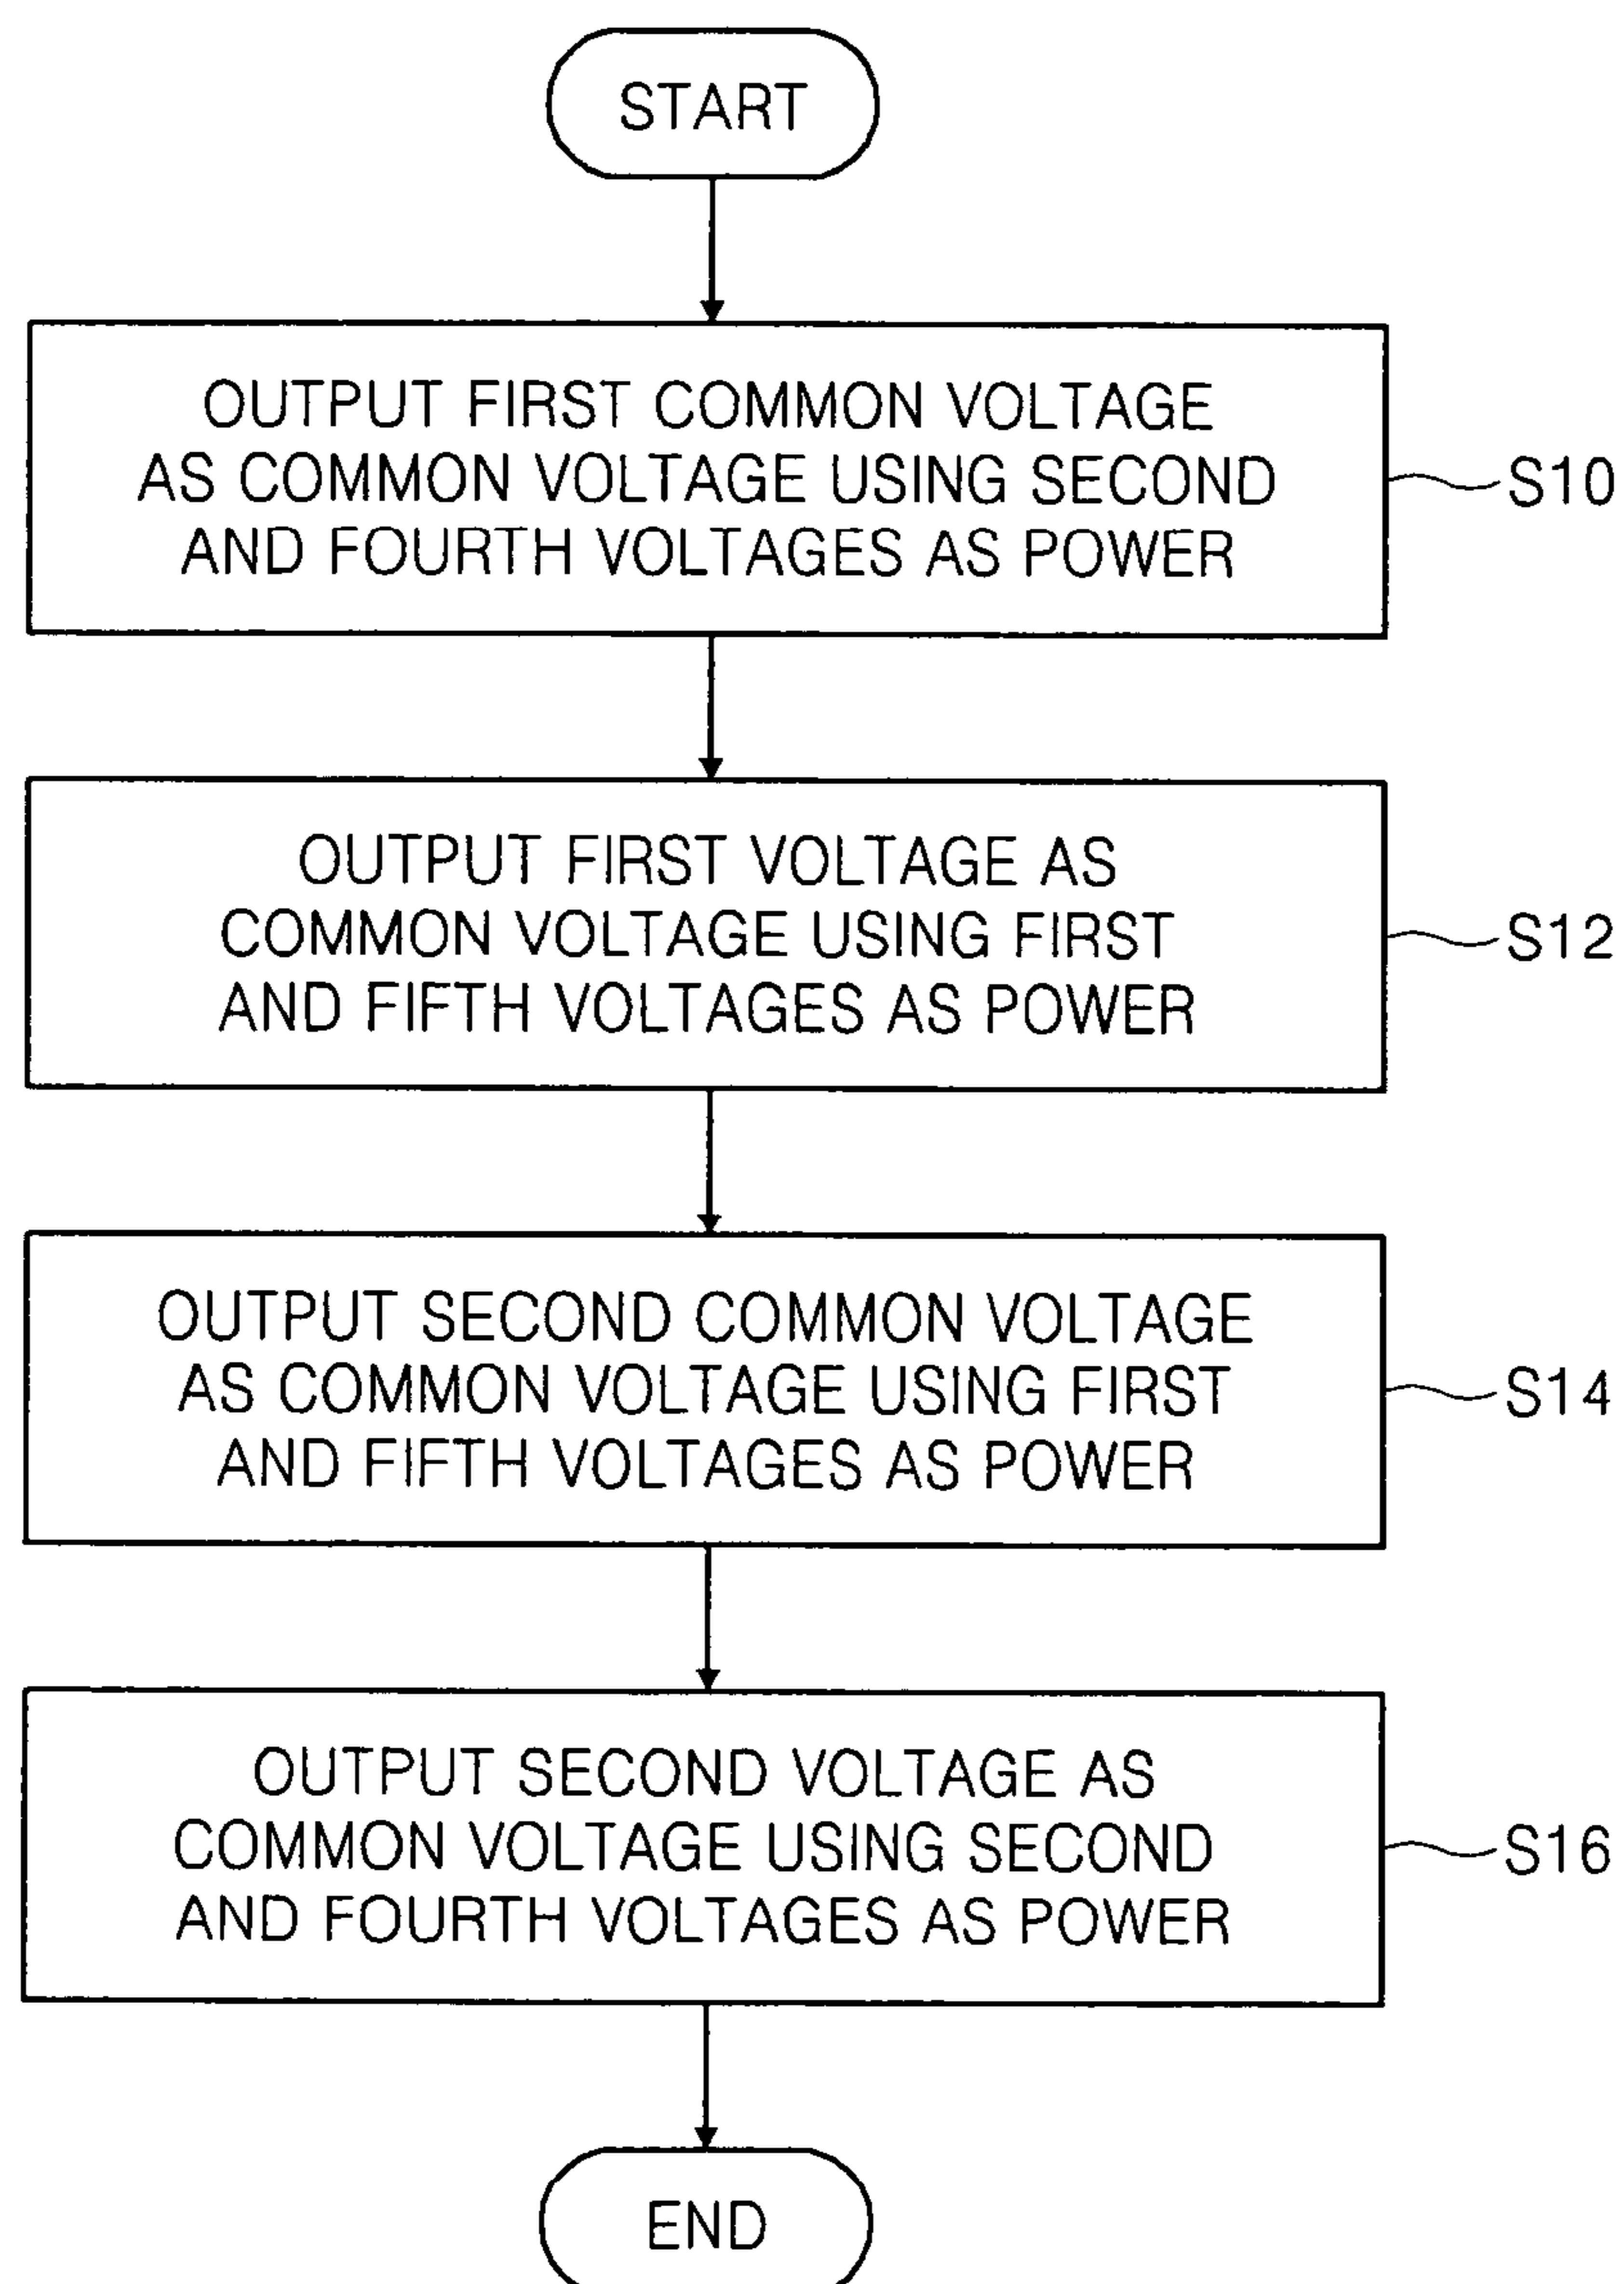 START
OUTPUT FIRST COMMON VOLTAGE
AS COMMON VOLTAGE USING SECOND
AND FOURTH VOLTAGES AS POWER
S10
OUTPUT FIRST VOLTAGE AS
COMMON VOLTAGE USING FIRST
AND FIFTH VOLTAGES AS POWER
S12
OUTPUT SECOND COMMON VOLTAGE
AS COMMON VOLTAGE USING FIRST
AND FIFTH VOLTAGES AS POWER
S14
OUTPUT SECOND VOLTAGE AS
COMMON VOLTAGE USING SECOND
AND FOURTH VOLTAGES AS POWER
S16
END